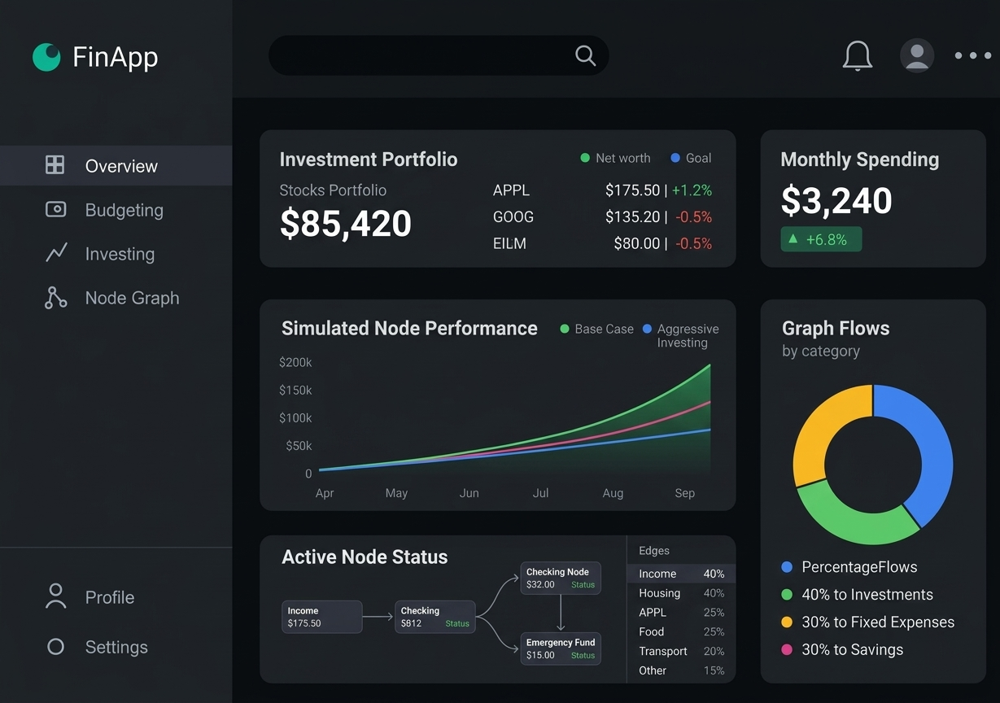 FinApp
Overview
Budgeting
Investing
Node Graph
Profile
Settings
Investment Portfolio
Net worth Goal
Stocks Portfolio
$85,420
APPL $175.50 | +1.2%
GOOG $135.20 | -0.5%
EILM $80.00 | -0.5%
Monthly Spending
$3,240
+6.8%
Simulated Node Performance
Base Case Aggressive
Investing
$200k
$150k
$100k
$50k
0
Apr May Jun Jul Aug Sep
Graph Flows
by category
PercentageFlows
40% to Investments
30% to Fixed Expenses
30% to Savings
Active Node Status
Income
$175.50
Checking
$812 Status
Checking Node
$32.00 Status
Emergency Fund
$15.00 Status
Edges
Income 40%
Housing 40%
APPL 25%
Food 25%
Transport 20%
Other 15%